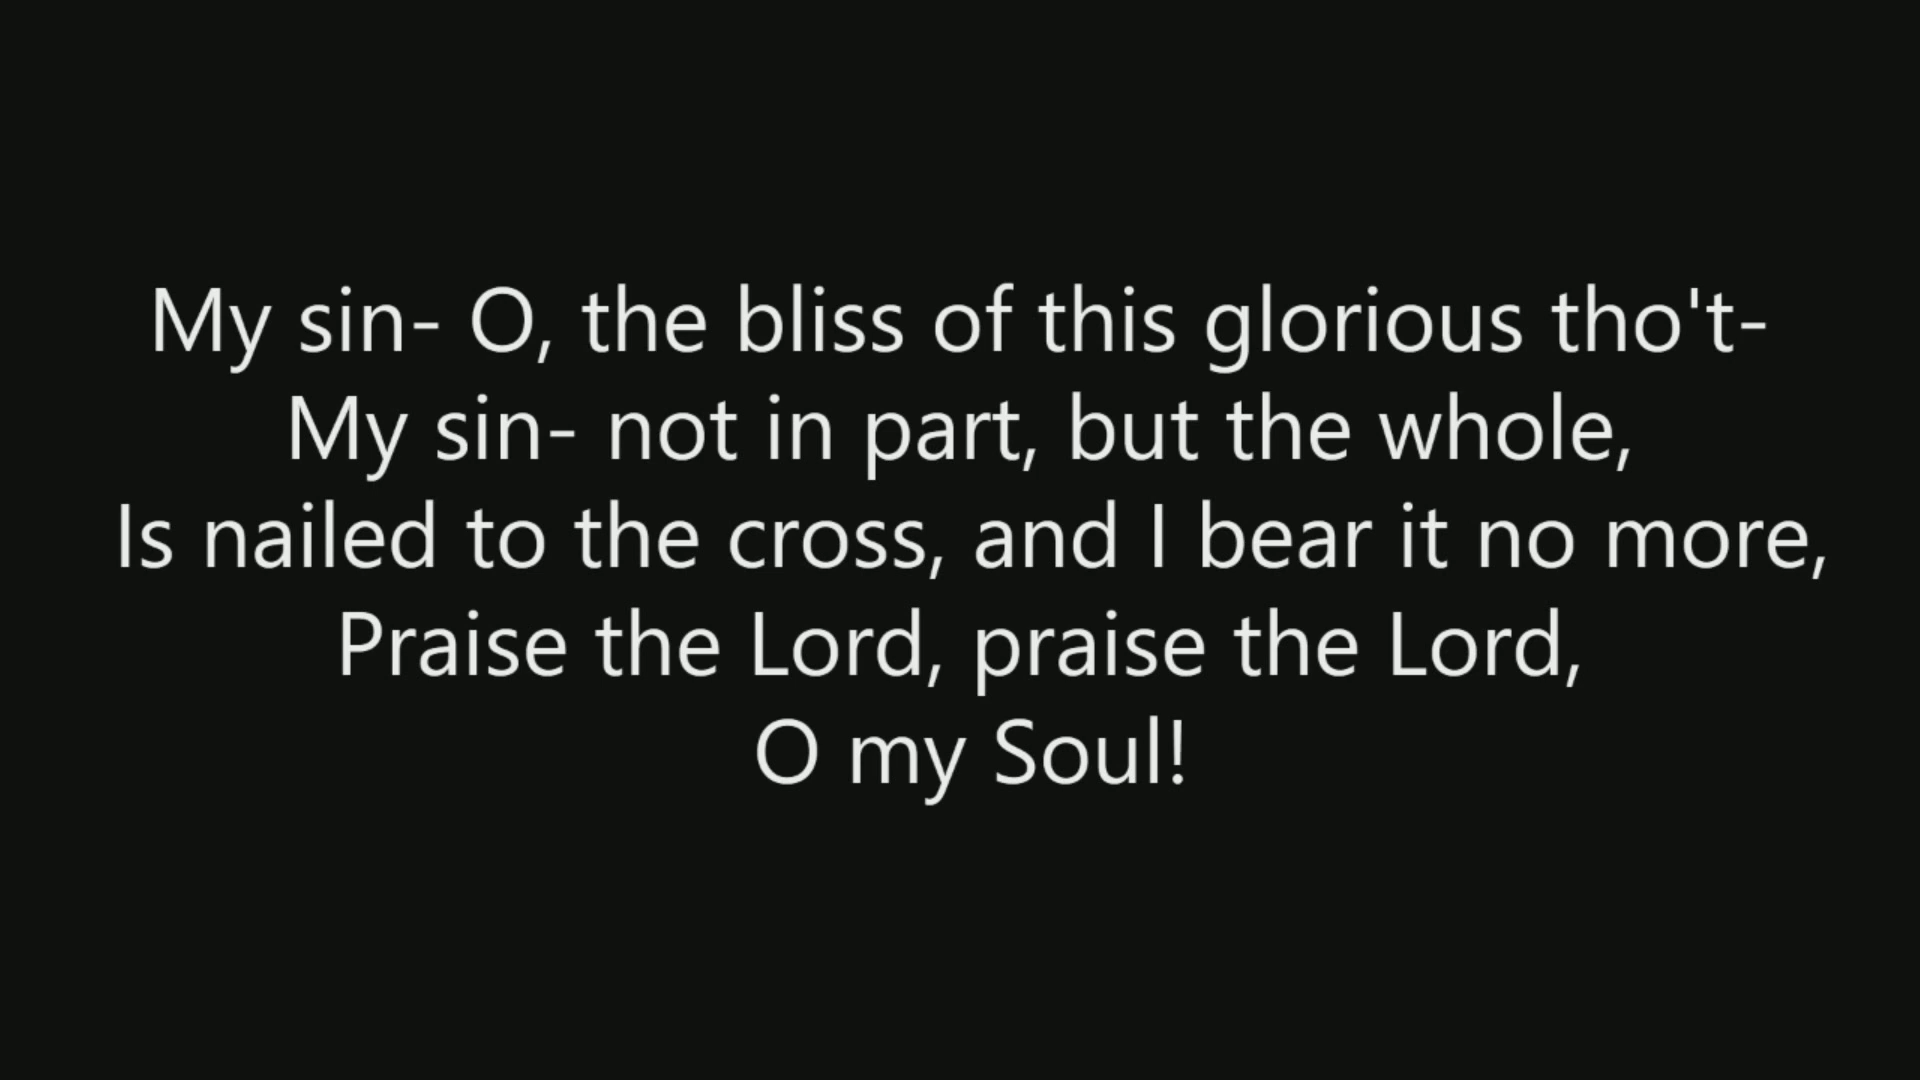 My sin- O, the bliss of this glorious tho't-
My sin- not in part, but the whole,
Is nailed to the cross, and I bear it no more,
Praise the Lord, praise the Lord,
O my Soul!